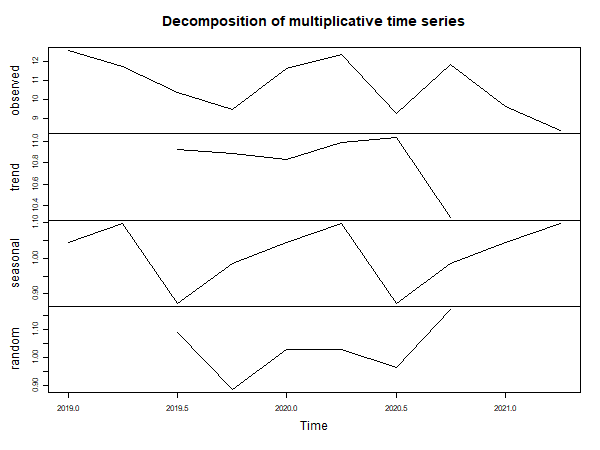 Decomposition of multiplicative time series
observed
9 10 11 12
trend
10.4 10.6 10.8 11.0
seasonal
0.90 1.00 1.10
random
0.90 1.00 1.10
2019.0 2019.5 2020.0 2020.5 2021.0
Time